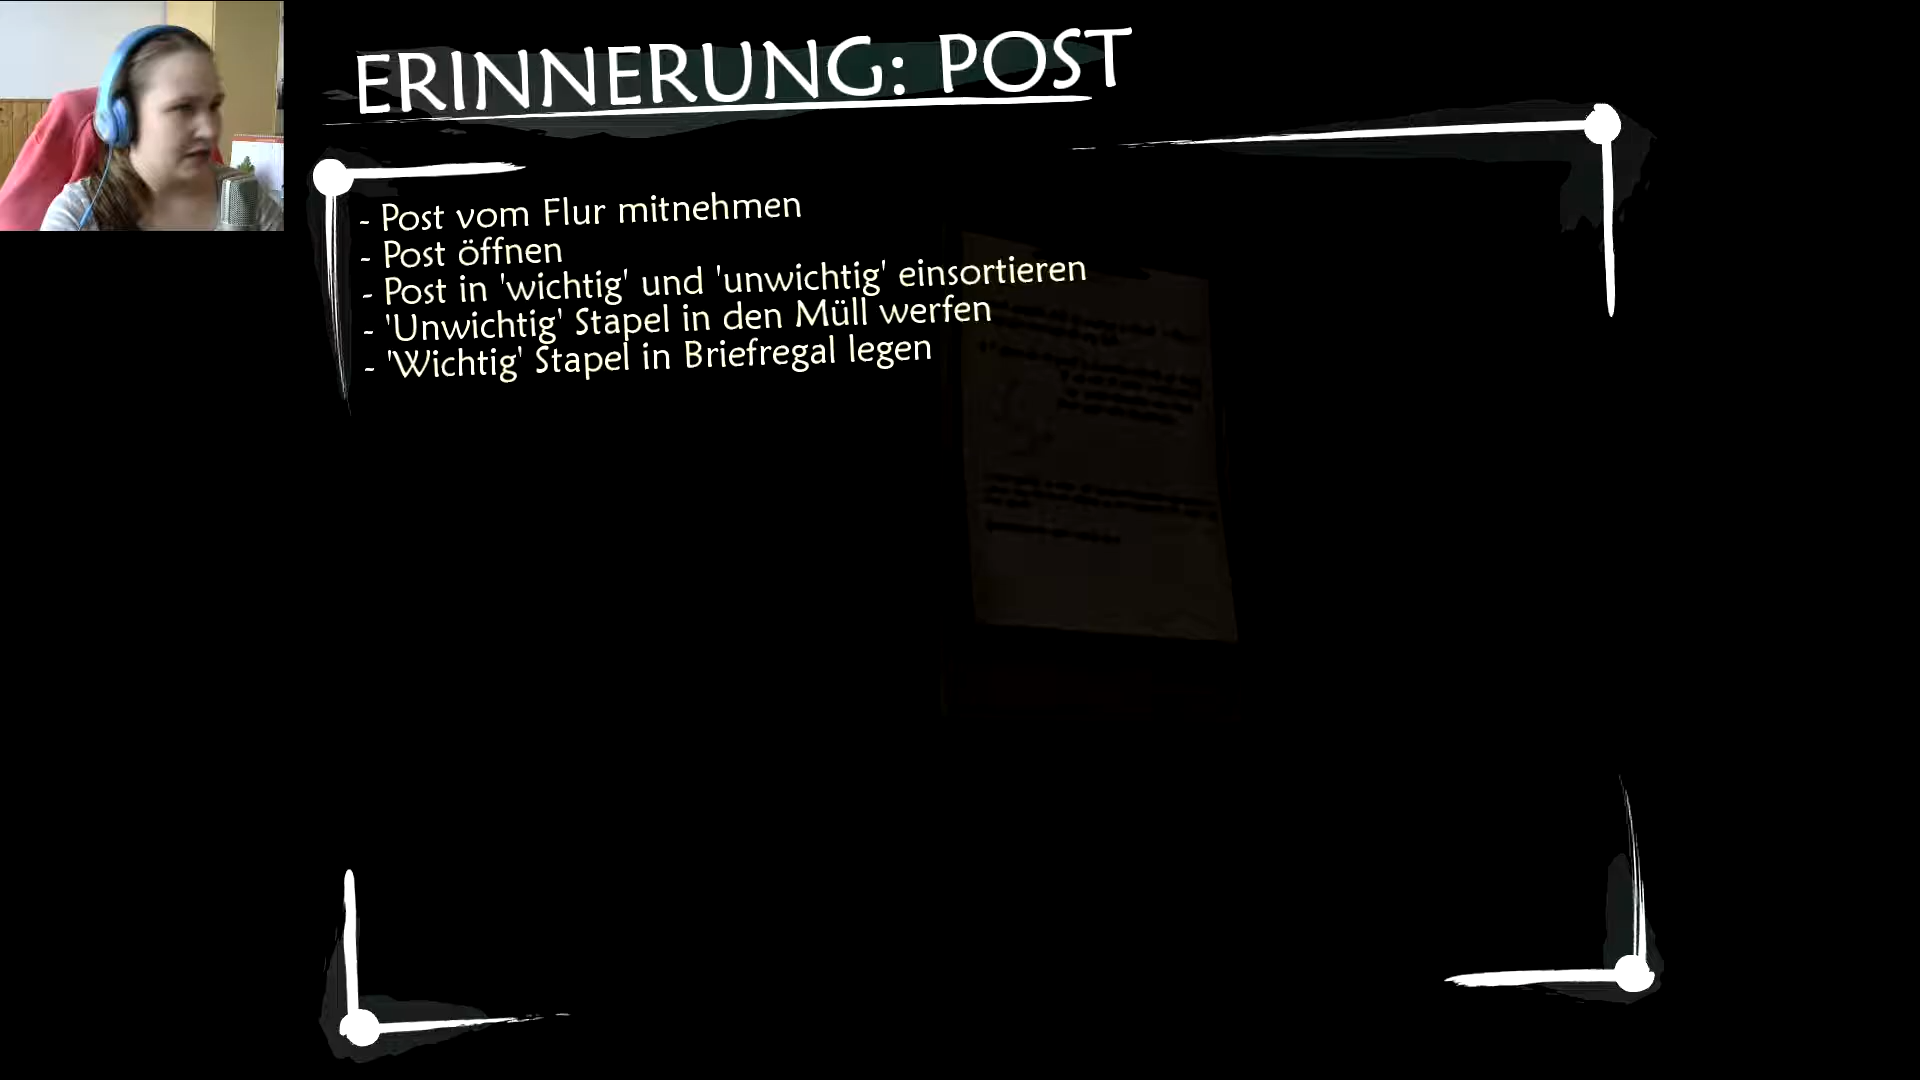 ERINNERUNG: POST
- Post vom Flur mitnehmen
- Post öffnen
- Post in 'wichtig' und 'unwichtig' einsortieren
- 'Unwichtig' Stapel in den Müll werfen
- 'Wichtig' Stapel in Briefregal legen